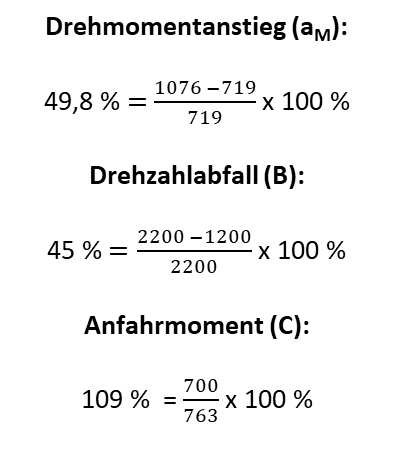 Drehmomentanstieg (aM):
49,8 % = 1076 –719 / 719 x 100 %
Drehzahlabfall (B):
45 % = 2200 –1200 / 2200 x 100 %
Anfahrmoment (C):
109 % = 700 / 763 x 100 %